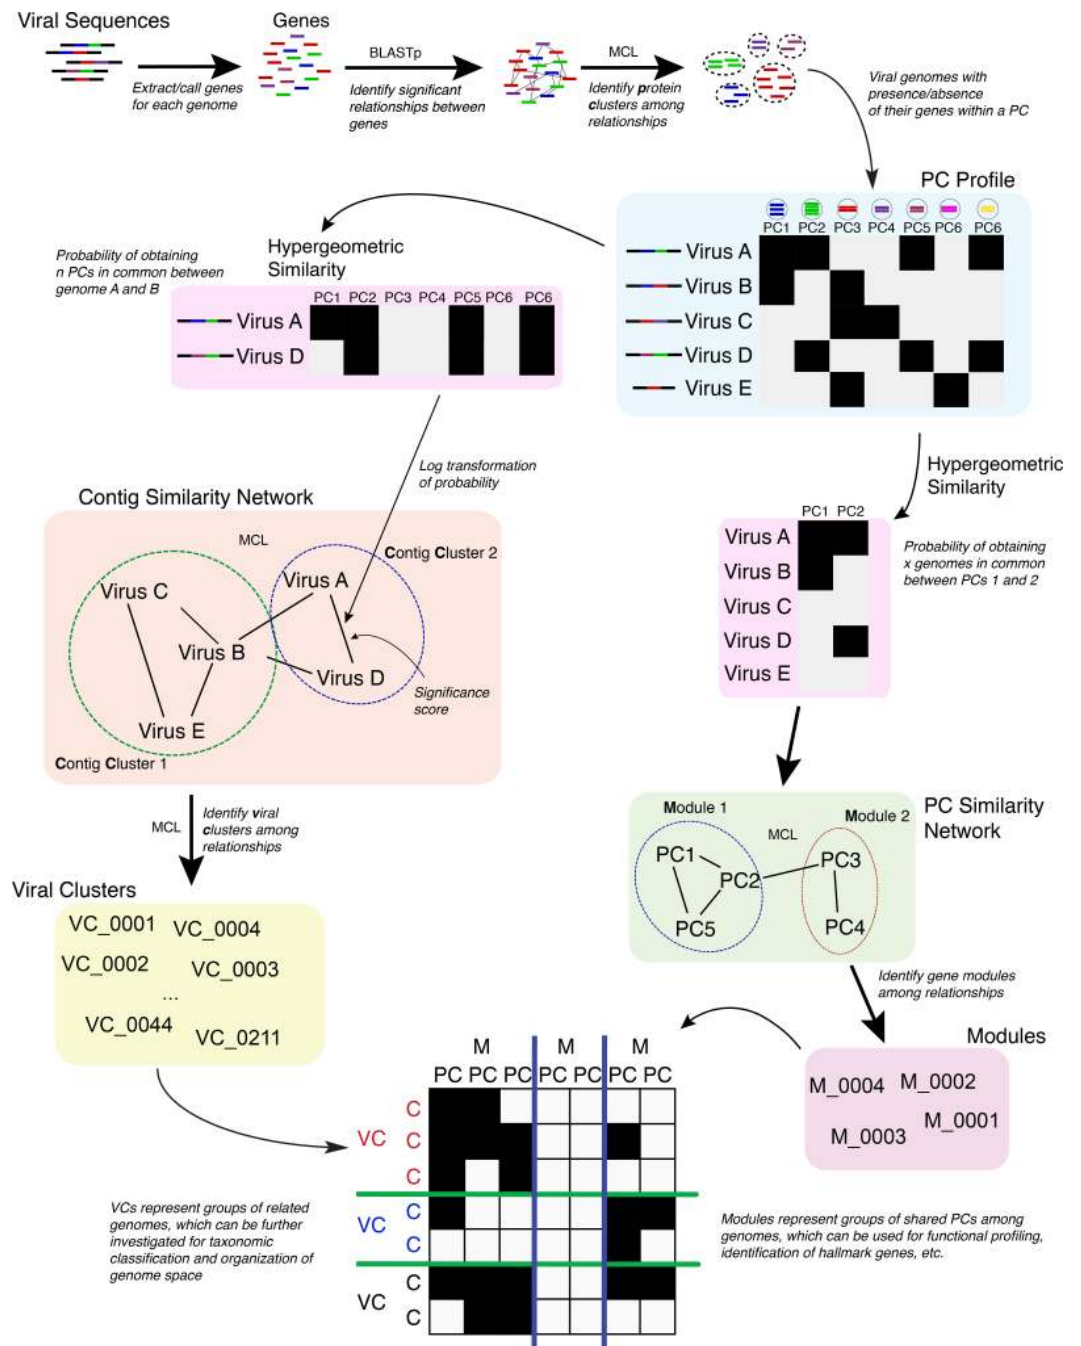 Viral Sequences
Genes
Extract/call genes
for each genome
BLASTp
Identify significant
relationships between
genes
MCL
Identify protein
clusters among
relationships
Viral genomes with
presence/absence
of their genes within a PC
PC Profile
PC1 PC2 PC3 PC4 PC5 PC6 PC6
Virus A
Virus B
Virus C
Virus D
Virus E
Hypergeometric
Similarity
Probability of obtaining
n PCs in common between
genome A and B
PC1 PC2 PC3 PC4 PC5 PC6 PC6
Virus A
Virus D
Log transformation
of probability
Contig Similarity Network
MCL
Contig Cluster 2
Virus C
Virus A
Virus B
Virus D
Virus E
Significance
score
Contig Cluster 1
Hypergeometric
Similarity
PC1 PC2
Virus A
Virus B
Virus C
Virus D
Virus E
Probability of obtaining
x genomes in common
between PCs 1 and 2
MCL
Identify viral
clusters among
relationships
Module 1
MCL
Module 2
PC Similarity
Network
PC1
PC2
PC3
PC5
PC4
Viral Clusters
VC_0001 VC_0004
VC_0002 VC_0003
...
VC_0044 VC_0211
Identify gene modules
among relationships
Modules
M_0004 M_0002
M_0003 M_0001
M M M
PC PC PC PC PC PC PC
C
VC C
C
VC C
C
VC C
C
VCs represent groups of related
genomes, which can be further
investigated for taxonomic
classification and organization of
genome space
Modules represent groups of shared PCs among
genomes, which can be used for functional profiling,
identification of hallmark genes, etc.